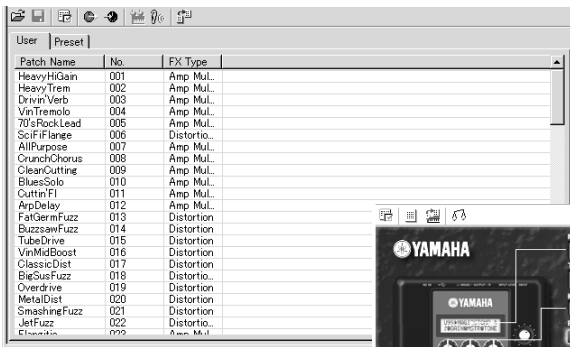 User Preset
Patch Name No. FX Type
HeavyHiGain 001 Amp Mul...
HeavyTrem 002 Amp Mul...
Drivin'Verb 003 Amp Mul...
VinTremolo 004 Amp Mul...
70'sRockLead 005 Amp Mul...
SciFiFlange 006 Distortio...
AllPurpose 007 Amp Mul...
CrunchChorus 008 Amp Mul...
CleanCutting 009 Amp Mul...
BluesSolo 010 Amp Mul...
Cuttin'Fl 011 Amp Mul...
ArpDelay 012 Amp Mul...
FatGermFuzz 013 Distortion
BuzzsawFuzz 014 Distortion
TubeDrive 015 Distortion
VinMidBoost 016 Distortion
ClassicDist 017 Distortion
BigSusFuzz 018 Distortio...
Overdrive 019 Distortion
MetalDist 020 Distortion
SmashingFuzz 021 Distortion
JetFuzz 022 Distortio...
023 Amp Mul...
YAMAHA
YAMAHA